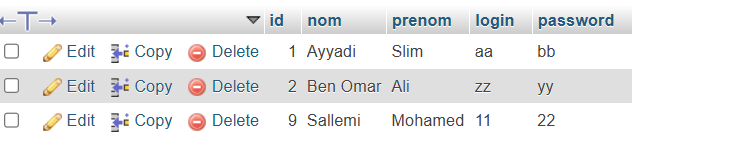 id nom prenom login password
Edit Copy Delete 1 Ayyadi Slim aa bb
Edit Copy Delete 2 Ben Omar Ali zz yy
Edit Copy Delete 9 Sallemi Mohamed 11 22